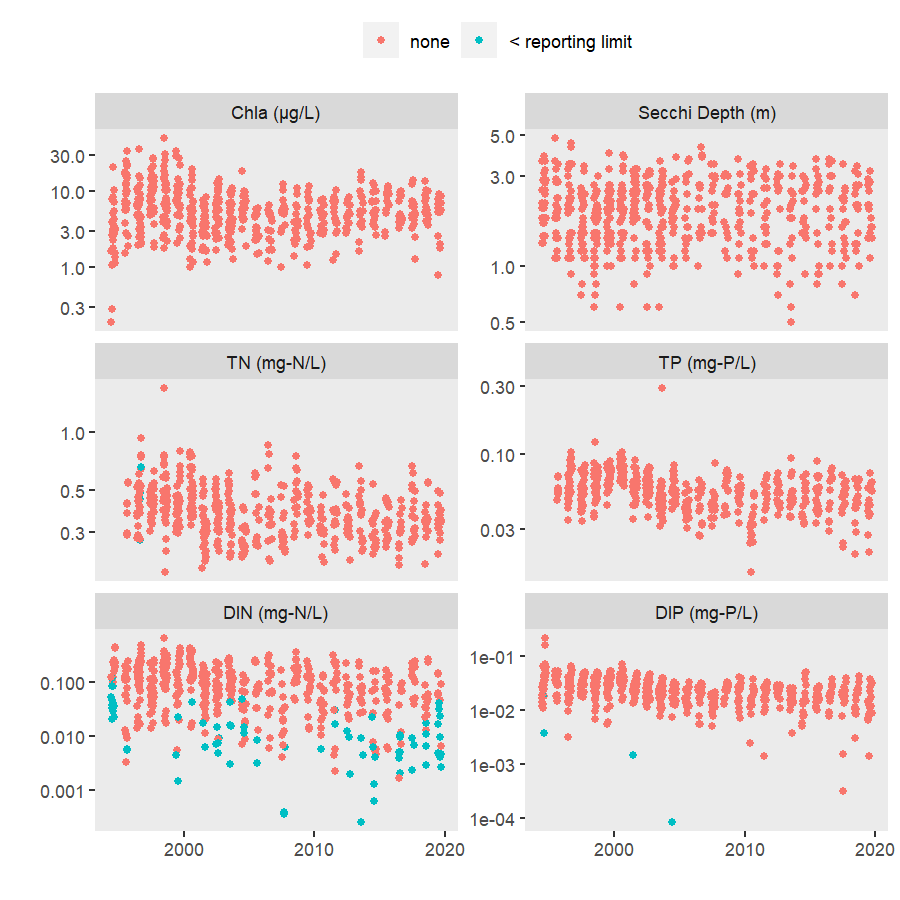 none < reporting limit
Chla (µg/L)
Secchi Depth (m)
30.0
10.0
3.0
1.0
0.3
5.0
3.0
1.0
0.5
TN (mg-N/L)
TP (mg-P/L)
1.0
0.5
0.3
0.30
0.10
0.03
DIN (mg-N/L)
DIP (mg-P/L)
0.100
0.010
0.001
1e-01
1e-02
1e-03
1e-04
2000 2010 2020
2000 2010 2020